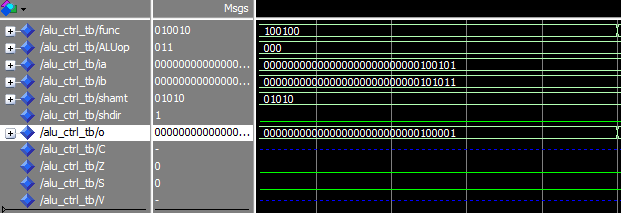 Msgs
/alu_ctrl_tb/func 010010 100100
/alu_ctrl_tb/ALUop 011 000
/alu_ctrl_tb/ia 00000000000000... 00000000000000000000000000100101
/alu_ctrl_tb/ib 00000000000000... 00000000000000000000000000101011
/alu_ctrl_tb/shamt 01010 01010
/alu_ctrl_tb/shdir 1
/alu_ctrl_tb/o 00000000000000... 00000000000000000000000000100001
/alu_ctrl_tb/C -
/alu_ctrl_tb/Z 0
/alu_ctrl_tb/S 0
/alu_ctrl_tb/V -